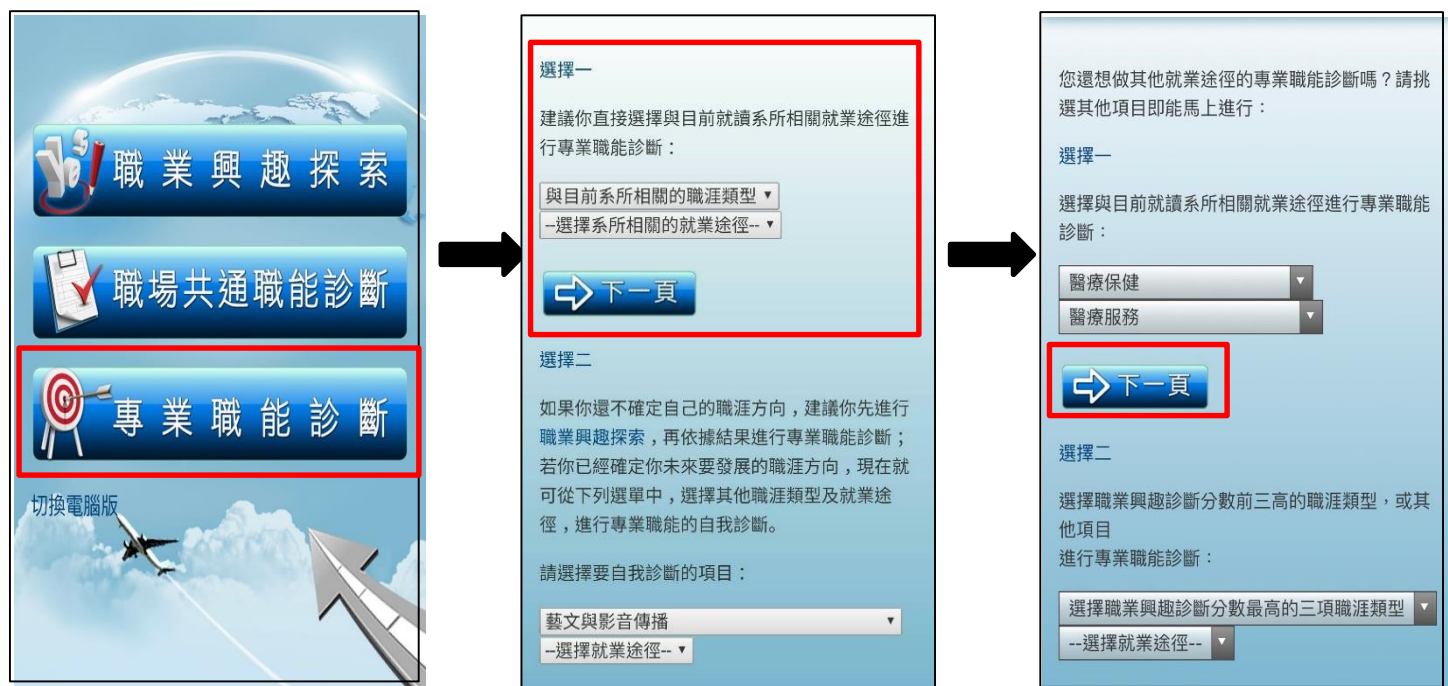 職業興趣探索
職場共通職能診斷
專業職能診斷
切換電腦版
選擇一
建議你直接選擇與目前就讀系所相關就業途徑進
行專業職能診斷：
與目前系所相關的職涯類型
--選擇系所相關的就業途徑--
下一頁
選擇二
如果你還不確定自己的職涯方向，建議你先進行
職業興趣探索，再依據結果進行專業職能診斷；
若你已經確定你未來要發展的職涯方向，現在就
可從下列選單中，選擇其他職涯類型及就業途
徑，進行專業職能的自我診斷。
請選擇要自我診斷的項目：
藝文與影音傳播
--選擇就業途徑--
您還想做其他就業途徑的專業職能診斷嗎？請挑
選其他項目即能馬上進行：
選擇一
選擇與目前就讀系所相關就業途徑進行專業職能
診斷：
醫療保健
醫療服務
下一頁
選擇二
選擇職業興趣診斷分數前三高的職涯類型，或其
他項目
進行專業職能診斷：
選擇職業興趣診斷分數最高的三項職涯類型
--選擇就業途徑--